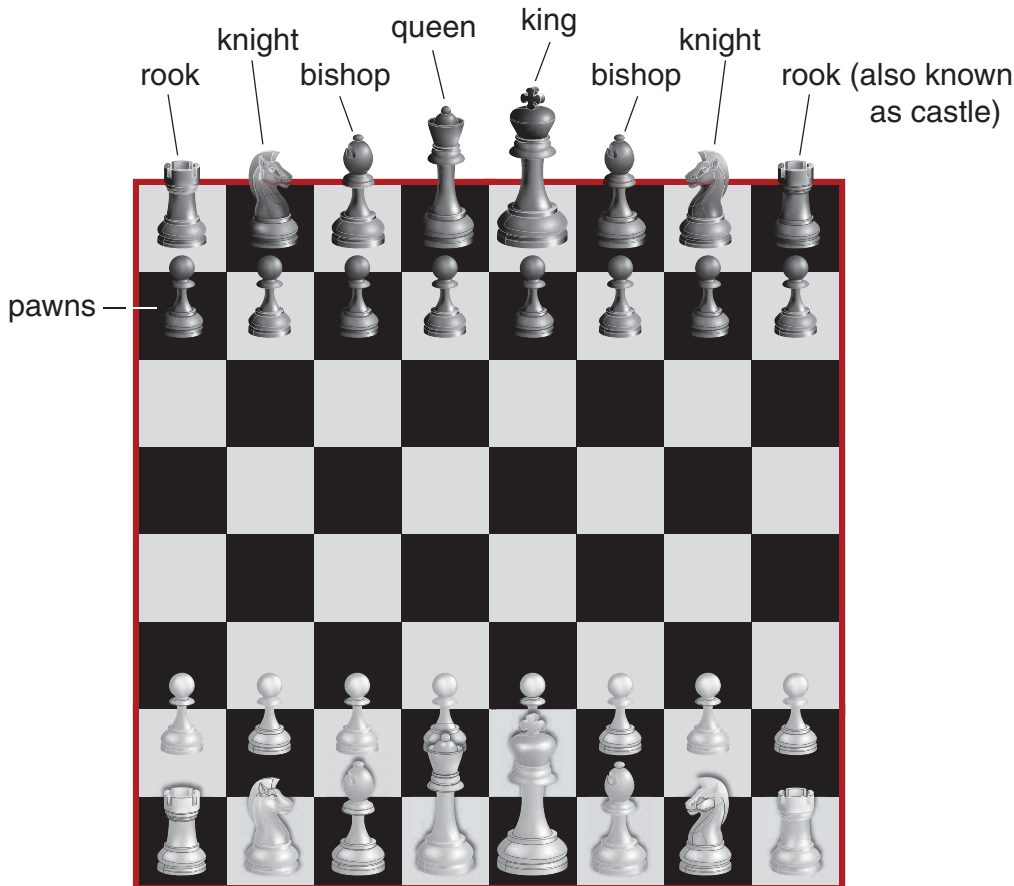 rook
knight
bishop
queen
king
bishop
knight
rook (also known
as castle)
pawns